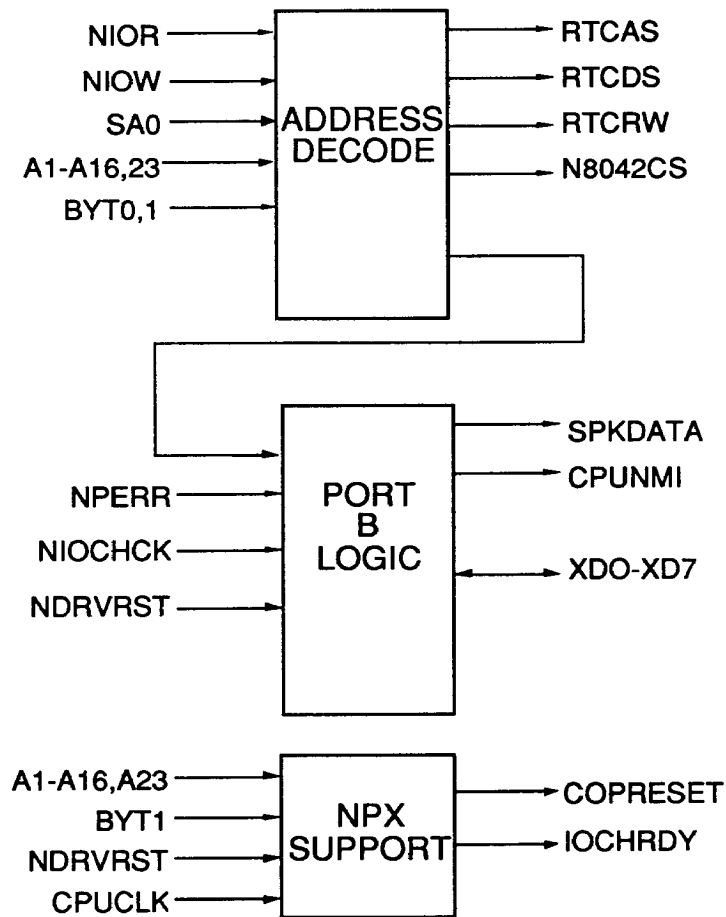 NIOR
NIOW
SA0
A1-A16,23
BYT0,1
ADDRESS
DECODE
RTCAS
RTCDS
RTCRW
N8042CS
NPERR
NIOCHCK
NDRVRST
PORT
B
LOGIC
SPKDATA
CPUNMI
XDO-XD7
A1-A16,A23
BYT1
NDRVRST
CPUCLK
NPX
SUPPORT
COPRESET
IOCHRDY